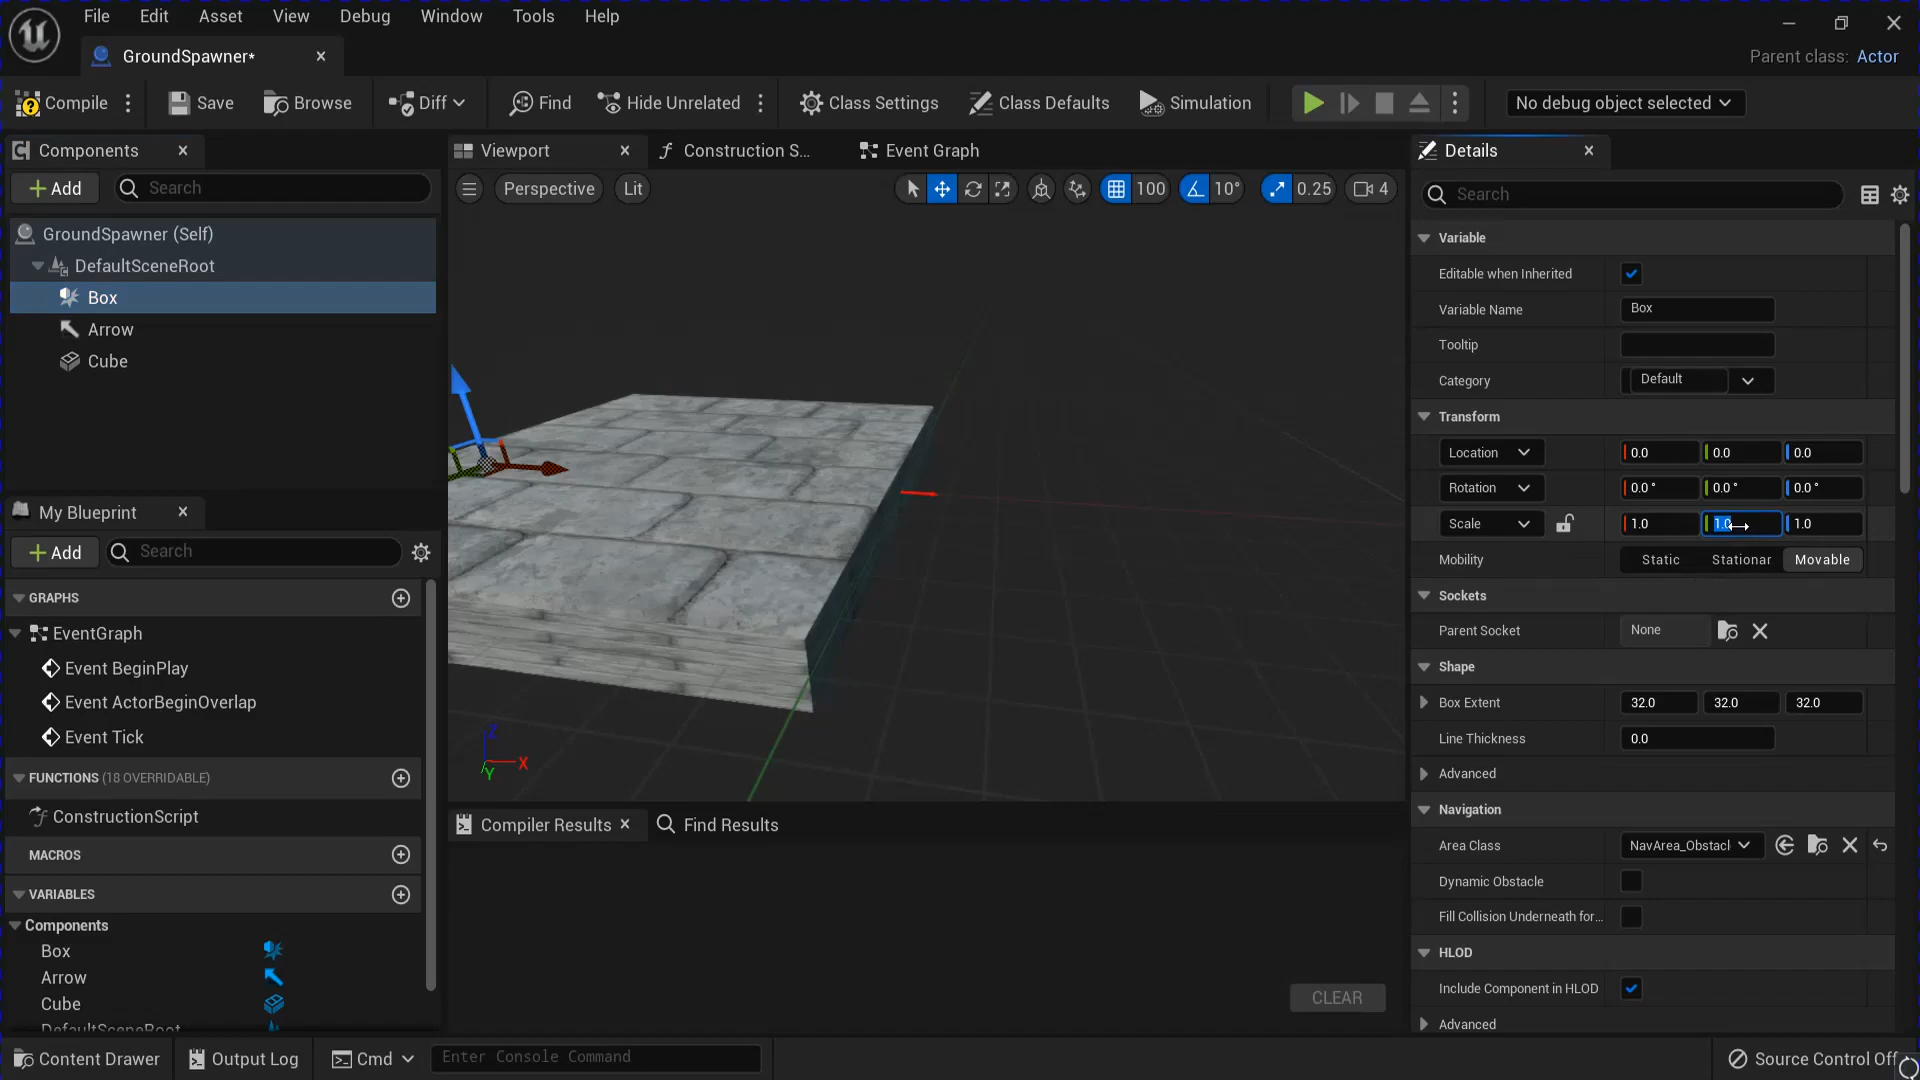 File Edit Asset View Debug Window Tools Help
GroundSpawner*
Parent class: Actor
Compile Save Browse Diff Find Hide Unrelated Class Settings Class Defaults Simulation No debug object selected
Components
Add Search
GroundSpawner (Self)
DefaultSceneRoot
Box
Arrow
Cube
My Blueprint
Add Search
GRAPHS
EventGraph
Event BeginPlay
Event ActorBeginOverlap
Event Tick
FUNCTIONS (18 OVERRIDABLE)
ConstructionScript
MACROS
VARIABLES
Components
Box
Arrow
Cube
DefaultSceneRoot
Viewport Construction S... Event Graph
Perspective Lit 100 10° 0.25 4
Z
X
Y
Compiler Results Find Results
CLEAR
Details
Search
Variable
Editable when Inherited
Variable Name Box
Tooltip
Category Default
Transform
Location 0.0 0.0 0.0
Rotation 0.0° 0.0° 0.0°
Scale 1.0 1.0 1.0
Mobility Static Stationar Movable
Sockets
Parent Socket None
Shape
Box Extent 32.0 32.0 32.0
Line Thickness 0.0
Advanced
Navigation
Area Class NavArea_Obstacl
Dynamic Obstacle
Fill Collision Underneath for...
HLOD
Include Component in HLOD
Advanced
Content Drawer Output Log Cmd Enter Console Command Source Control Off